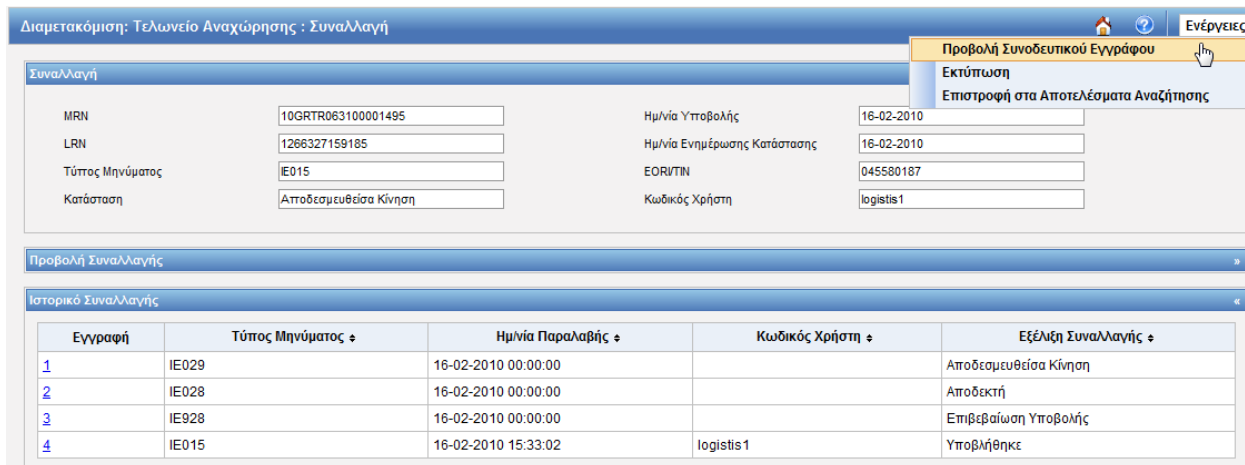 Διαμετακόμιση: Τελωνείο Αναχώρησης : Συναλλαγή
Ενέργειες
Προβολή Συνοδευτικού Εγγράφου
Εκτύπωση
Επιστροφή στα Αποτελέσματα Αναζήτησης
Συναλλαγή
MRN 10GRTR063100001495 Ημ/νία Υποβολής 16-02-2010
LRN 1266327159185 Ημ/νία Ενημέρωσης Κατάστασης 16-02-2010
Τύπος Μηνύματος IE015 EORI/TIN 045580187
Κατάσταση Αποδεσμευθείσα Κίνηση Κωδικός Χρήστη logistis1
Προβολή Συναλλαγής »
Ιστορικό Συναλλαγής «
Εγγραφή Τύπος Μηνύματος Ημ/νία Παραλαβής Κωδικός Χρήστη Εξέλιξη Συναλλαγής
1 IE029 16-02-2010 00:00:00 Αποδεσμευθείσα Κίνηση
2 IE028 16-02-2010 00:00:00 Αποδεκτή
3 IE928 16-02-2010 00:00:00 Επιβεβαίωση Υποβολής
4 IE015 16-02-2010 15:33:02 logistis1 Υποβλήθηκε